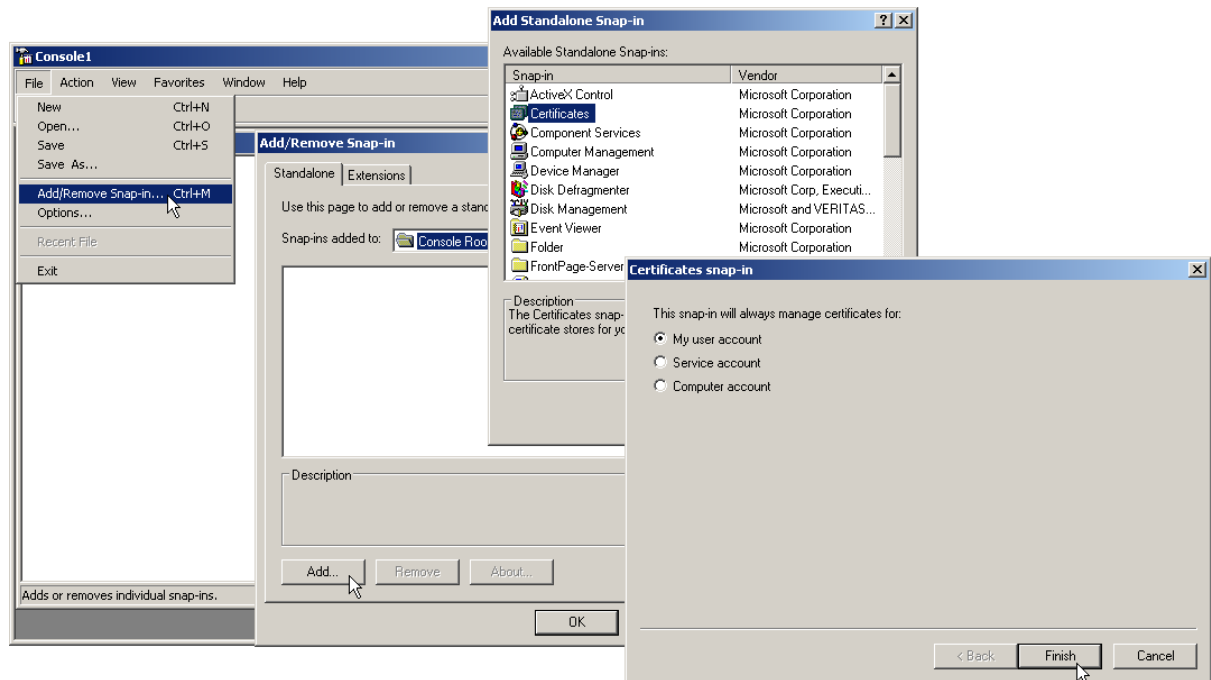 Console1
File Action View Favorites Window Help
New Ctrl+N
Open... Ctrl+O
Save Ctrl+S
Save As...
Add/Remove Snap-in... Ctrl+M
Options...
Recent File
Exit
Adds or removes individual snap-ins.
Add/Remove Snap-in
Standalone Extensions
Use this page to add or remove a stanc
Snap-ins added to: Console Roo
Description
Add... Remove About...
OK
Add Standalone Snap-in
Available Standalone Snap-ins:
Snap-in Vendor
ActiveX Control Microsoft Corporation
Certificates Microsoft Corporation
Component Services Microsoft Corporation
Computer Management Microsoft Corporation
Device Manager Microsoft Corporation
Disk Defragmenter Microsoft Corp, Executi...
Disk Management Microsoft and VERITAS...
Event Viewer Microsoft Corporation
Folder Microsoft Corporation
FrontPage-Server
Description
The Certificates snap-
certificate stores for yo
Certificates snap-in
This snap-in will always manage certificates for:
My user account
Service account
Computer account
< Back Finish Cancel